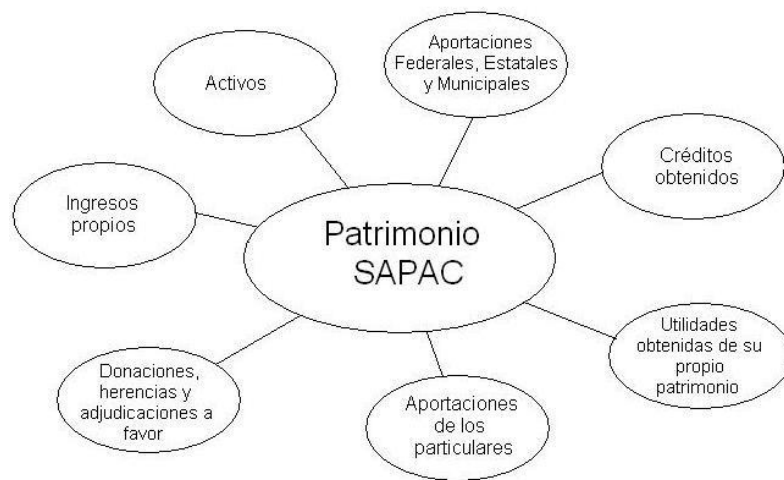 Aportaciones
Federales, Estatales
y Municipales
Activos
Créditos
obtenidos
Ingresos
propios
Patrimonio
SAPAC
Utilidades
obtenidas de su
propio
patrimonio
Donaciones,
herencias y
adjudicaciones a
favor
Aportaciones
de los
particulares